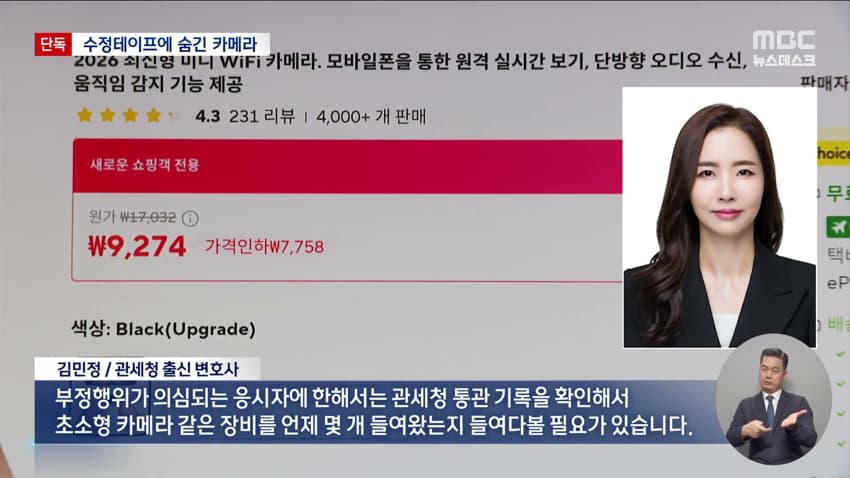 단독 수정테이프에 숨긴 카메라
MBC
뉴스데스크
2026 최신형 미니 WiFi 카메라. 모바일폰을 통한 원격 실시간 보기, 단방향 오디오 수신,
움직임 감지 기능 제공
판매자
4.3 231 리뷰 | 4,000+ 개 판매
hoice
새로운 쇼핑객 전용
원가 ₩17,032
₩9,274 가격인하₩7,758
무료
택배
eP
배송
색상: Black(Upgrade)
김민정 / 관세청 출신 변호사
부정행위가 의심되는 응시자에 한해서는 관세청 통관 기록을 확인해서
초소형 카메라 같은 장비를 언제 몇 개 들여왔는지 들여다볼 필요가 있습니다.